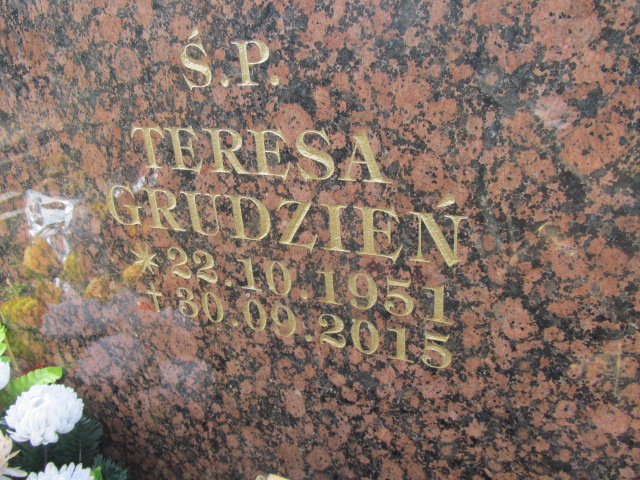 Ś.P.
TERESA
GRUDZIEŃ
* 22.10.1951
† 30.09.2015